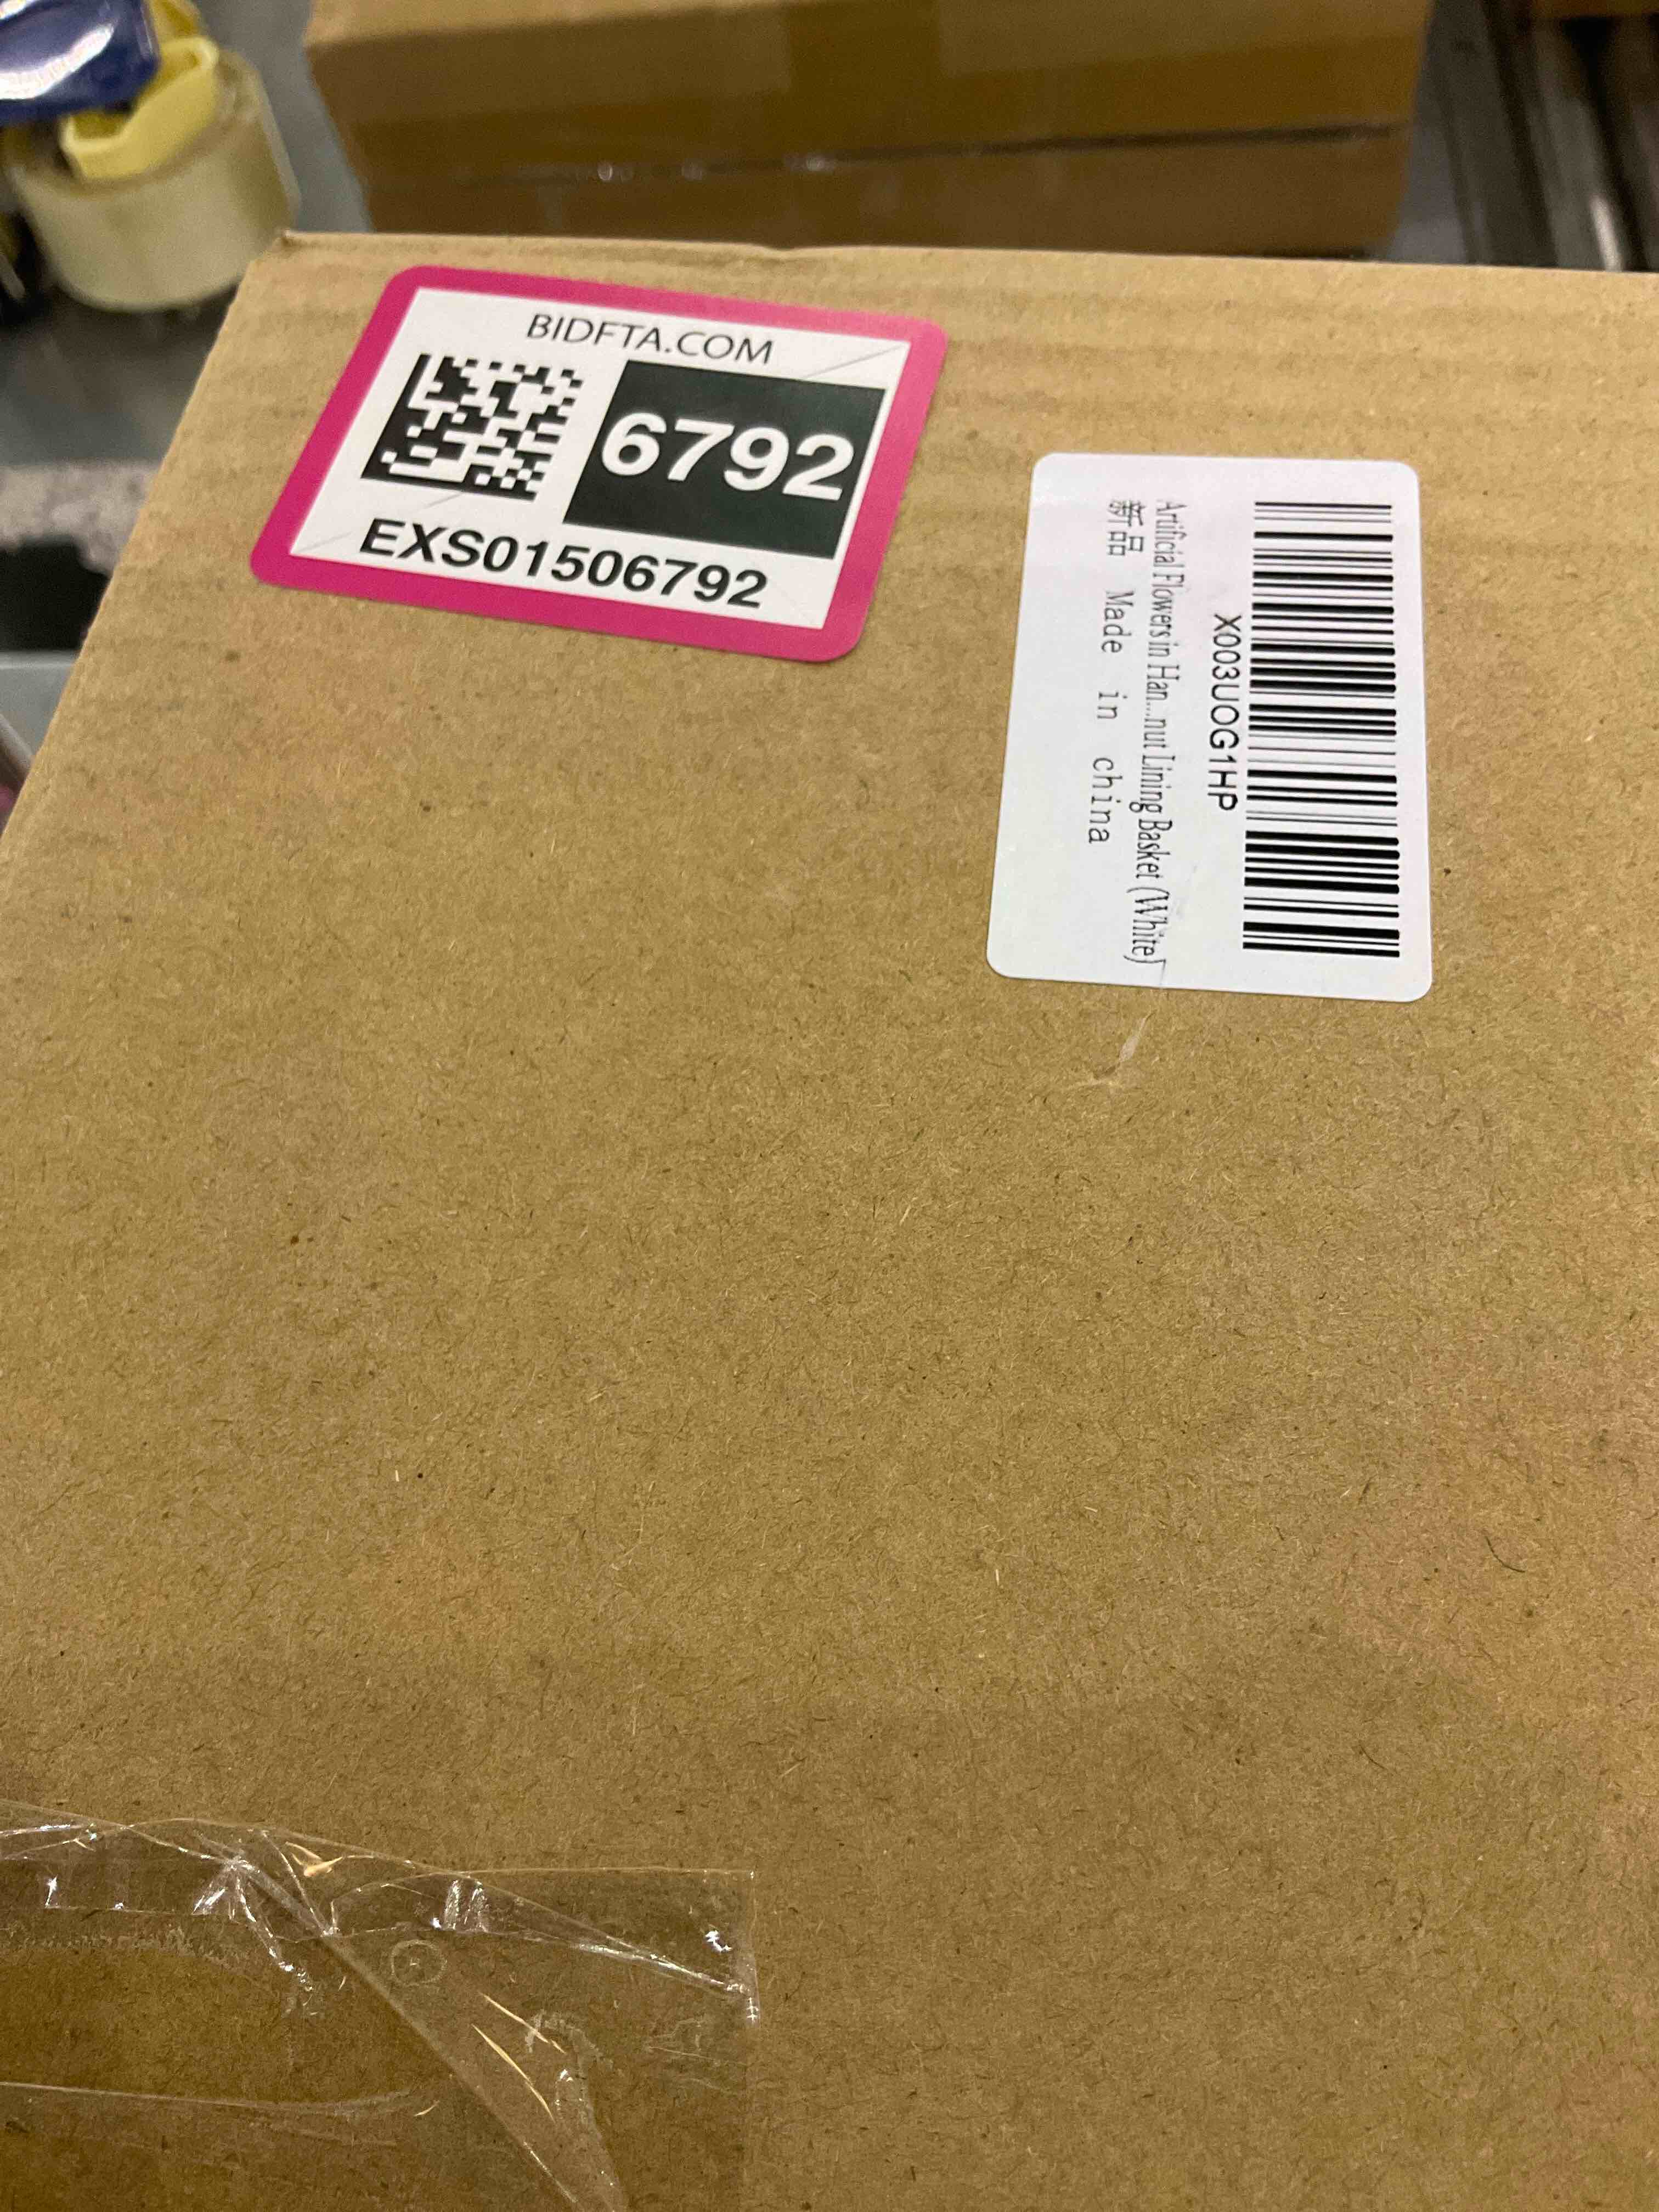 BIDFTA.COM
6792
EXS01506792
X003UOG1HP
Artificial Flowers in Han...nut Lining Basket (White)
新品 Made in china